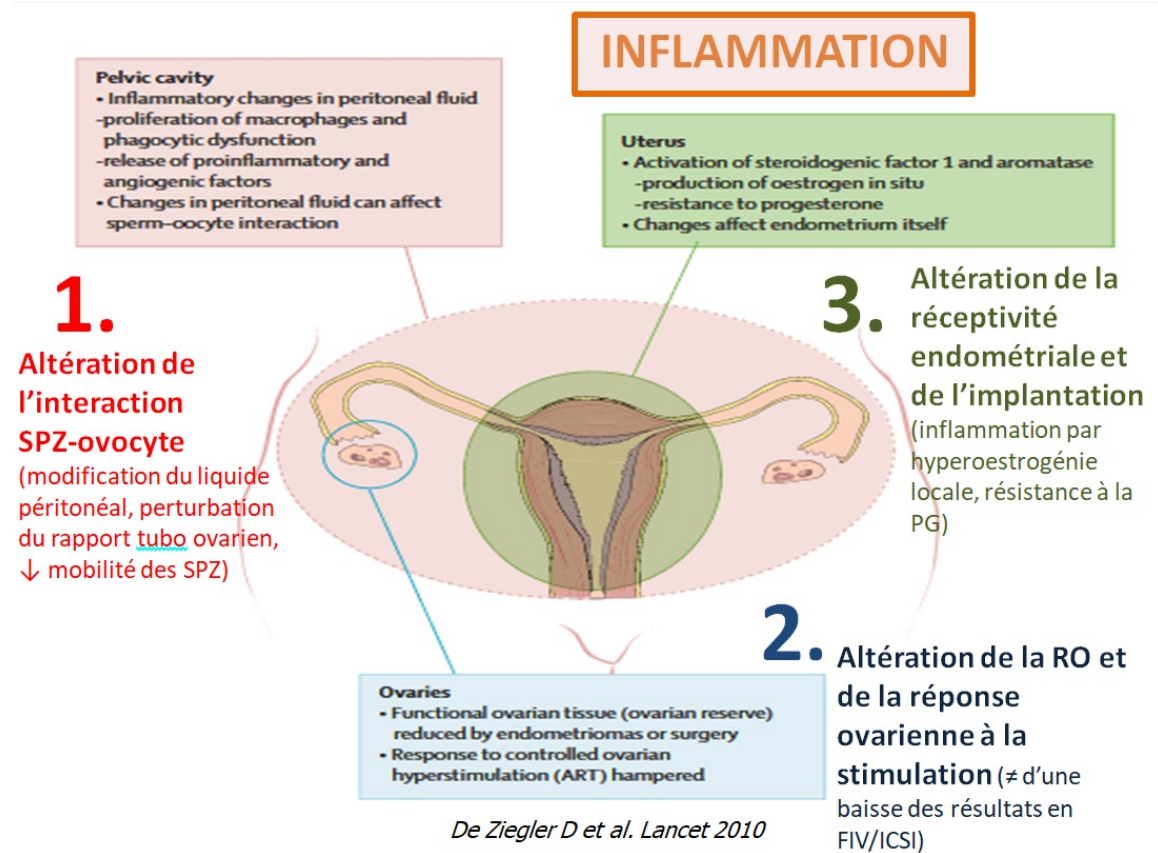 INFLAMMATION
Pelvic cavity
• Inflammatory changes in peritoneal fluid
-proliferation of macrophages and
phagocytic dysfunction
-release of proinflammatory and
angiogenic factors
• Changes in peritoneal fluid can affect
sperm–oocyte interaction
Uterus
• Activation of steroidogenic factor 1 and aromatase
-production of oestrogen in situ
-resistance to progesterone
• Changes affect endometrium itself
1.
Altération de
l’interaction
SPZ-ovocyte
(modification du liquide
péritonéal, perturbation
du rapport tubo ovarien,
↓ mobilité des SPZ)
3.
Altération de la
réceptivité
endométriale et
de l’implantation
(inflammation par
hyperoestrogénie
locale, résistance à la
PG)
2.
Altération de la RO et
de la réponse
ovarienne à la
stimulation (≠ d’une
baisse des résultats en
FIV/ICSI)
Ovaries
• Functional ovarian tissue (ovarian reserve)
reduced by endometriomas or surgery
• Response to controlled ovarian
hyperstimulation (ART) hampered
De Ziegler D et al. Lancet 2010